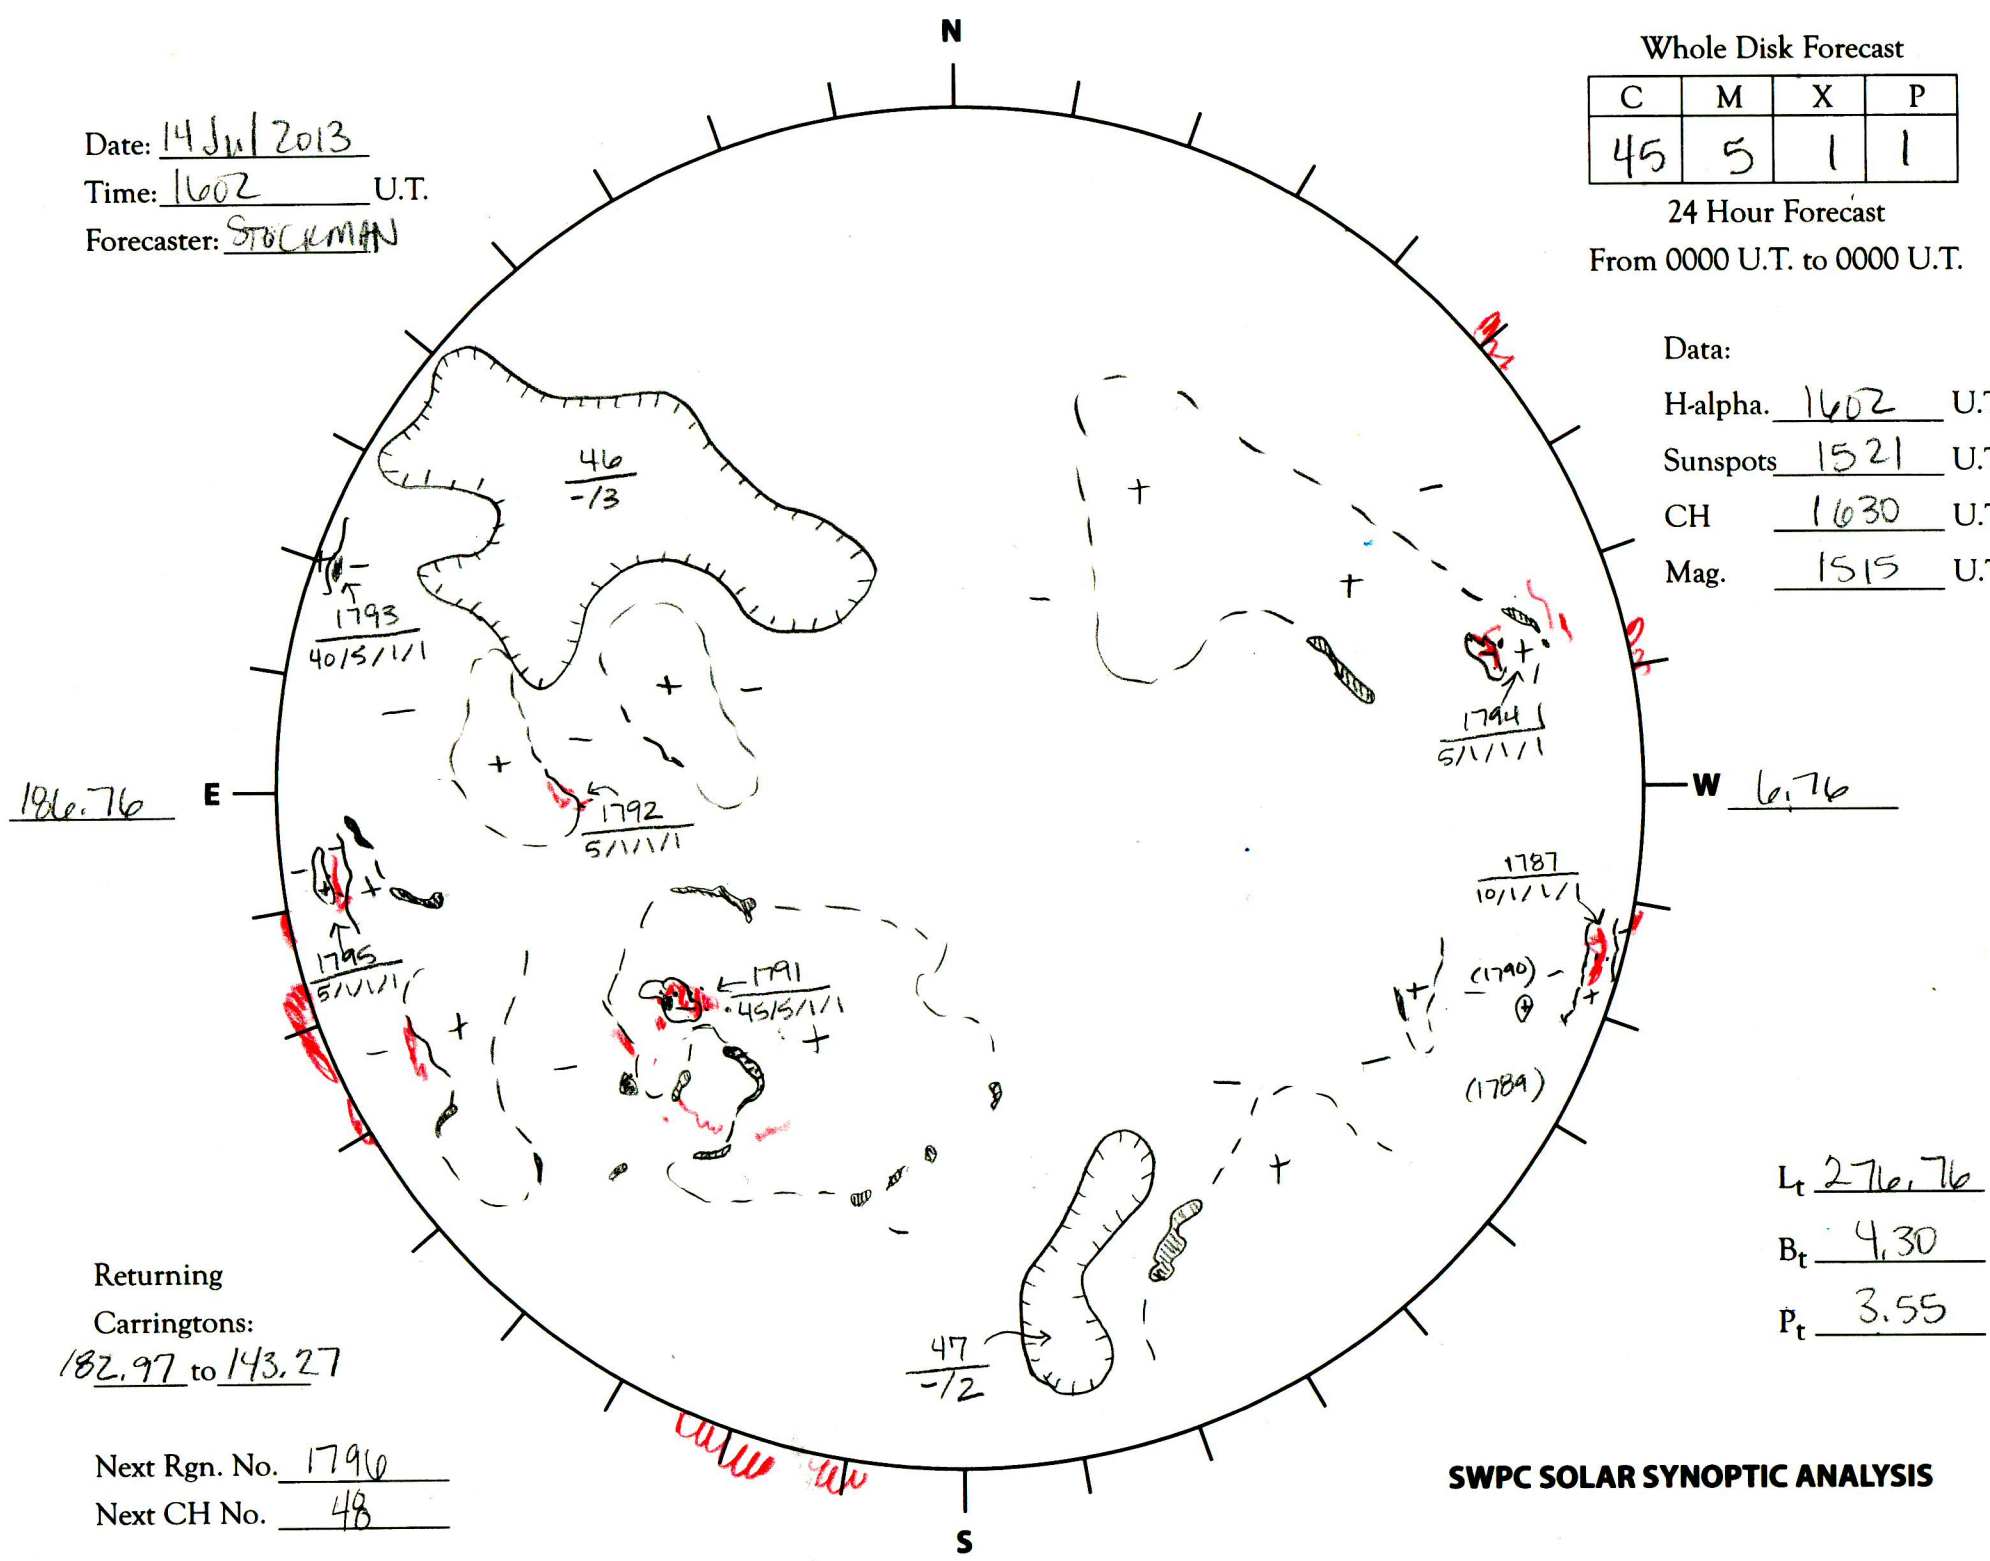 N
Whole Disk Forecast
C M X P
45 5 1 1
24 Hour Forecast
From 0000 U.T. to 0000 U.T.
Date: 14 Jul 2013
Time: 1602 U.T.
Forecaster: STOCKMAN
Data:
H-alpha. 1602 U.T
Sunspots 1521 U.T
CH 1630 U.T
Mag. 1515 U.T
46
-/3
1793
40/5/1/1
1794
5/1/1/1
186.76 E
W 6.76
1792
5/1/1/1
1787
10/1/1/1
1795
5/1/1/1
1791
45/5/1/1
(1790)
(1789)
Lt 276.76
Bt 4.30
Pt 3.55
Returning
Carringtons:
182.97 to 143.27
47
-/2
Next Rgn. No. 1796
Next CH No. 48
SWPC SOLAR SYNOPTIC ANALYSIS
S